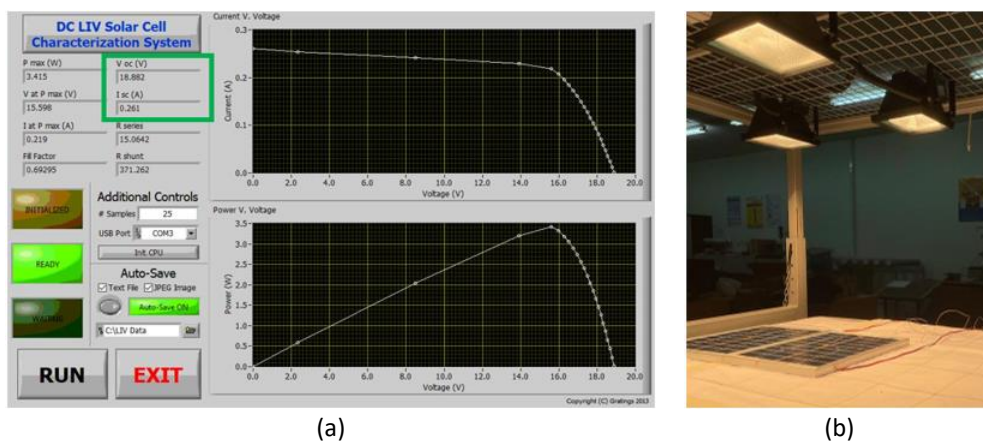 DC LIV Solar Cell
Characterization System
P max (W)
3.415
V oc (V)
18.882
V at P max (V)
15.598
I sc (A)
0.261
I at P max (A)
0.219
R series
15.0642
Fill Factor
0.69295
R shunt
371.262
INITIALIZED
READY
Additional Controls
# Samples 25
USB Port COM3
Init CPU
Auto-Save
Text File JPEG Image
Auto-Save ON
C:\LIV Data
RUN
EXIT
Current V. Voltage
0.3
0.2
0.1
0.0
Current (A)
0.0 2.0 4.0 6.0 8.0 10.0 12.0 14.0 16.0 18.0 20.0
Voltage (V)
Power V. Voltage
3.5
3.0
2.5
2.0
1.5
1.0
0.5
0.0
Power (W)
0.0 2.0 4.0 6.0 8.0 10.0 12.0 14.0 16.0 18.0 20.0
Voltage (V)
Copyright (C) Gratings 2013
(a)
(b)